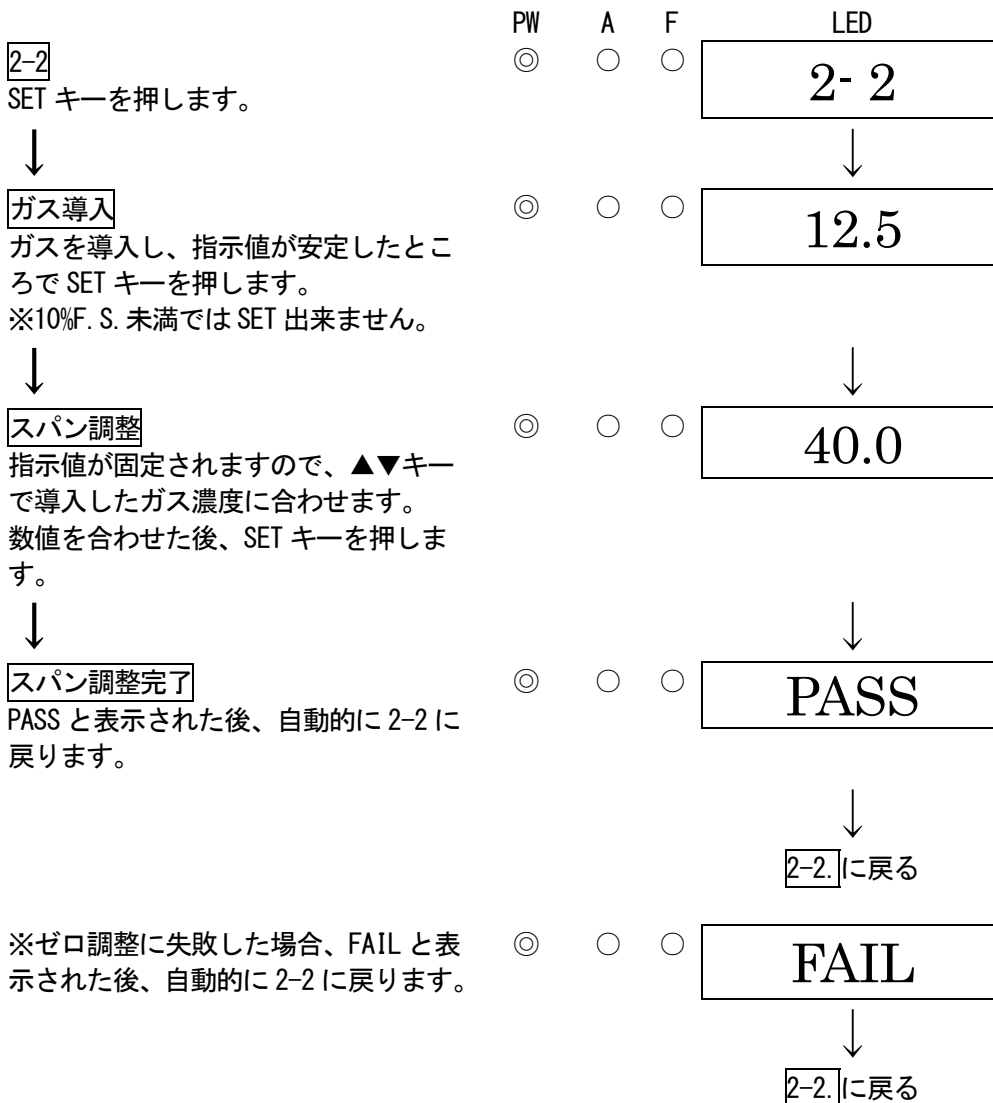 PW A F LED
2-2 ◎ ○ ○ 2- 2
SET キーを押します。
↓ ↓
ガス導入 ◎ ○ ○ 12.5
ガスを導入し、指示値が安定したとこ
ろで SET キーを押します。
※10%F.S.未満では SET 出来ません。
↓ ↓
スパン調整 ◎ ○ ○ 40.0
指示値が固定されますので、▲▼キー
で導入したガス濃度に合わせます。
数値を合わせた後、SET キーを押しま
す。
↓ ↓
スパン調整完了 ◎ ○ ○ PASS
PASS と表示された後、自動的に 2-2 に
戻ります。
↓
2-2.に戻る
※ゼロ調整に失敗した場合、FAIL と表 ◎ ○ ○ FAIL
示された後、自動的に 2-2 に戻ります。
↓
2-2.に戻る